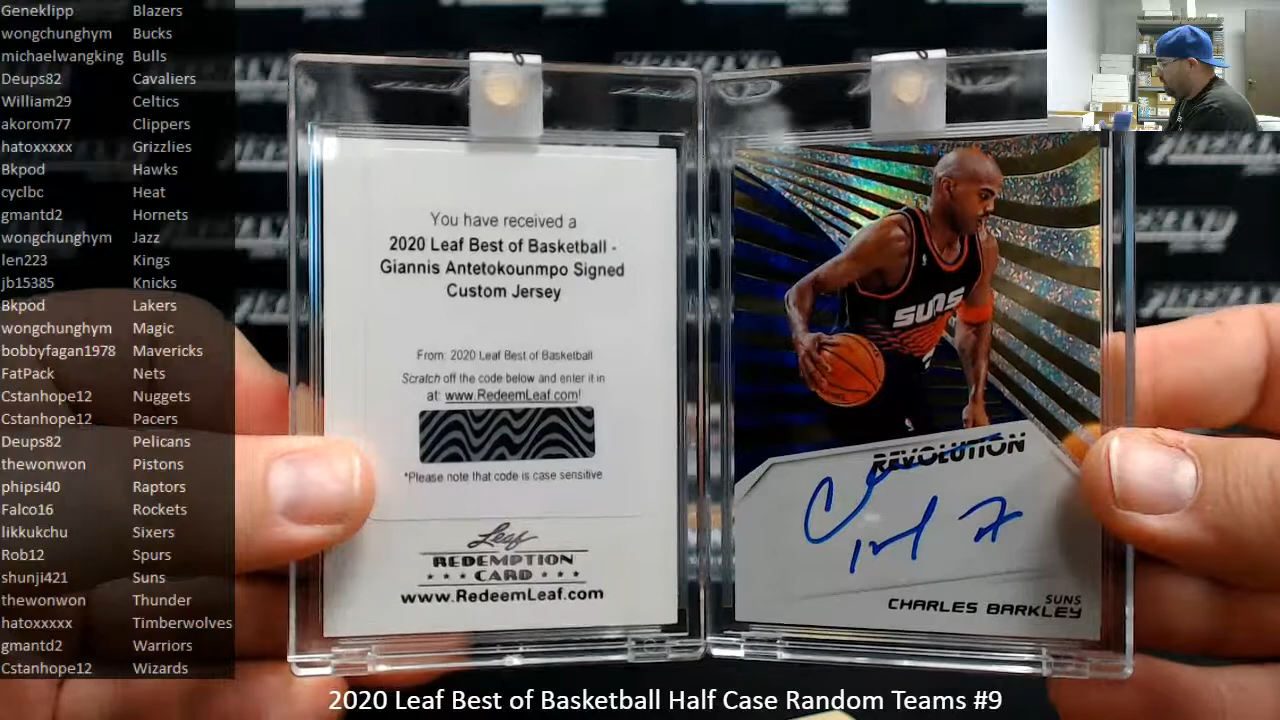 Geneklipp Blazers
wongchunghym Bucks
michaelwangking Bulls
Deups82 Cavaliers
William29 Celtics
akorom77 Clippers
hatoxxxxx Grizzlies
Bkpod Hawks
cyclbc Heat
gmantd2 Hornets
wongchunghym Jazz
len223 Kings
jb15385 Knicks
Bkpod Lakers
wongchunghym Magic
bobbyfagan1978 Mavericks
FatPack Nets
Cstanhope12 Nuggets
Cstanhope12 Pacers
Deups82 Pelicans
thewonwon Pistons
phipsi40 Raptors
Falco16 Rockets
likkukchu Sixers
Rob12 Spurs
shunji421 Suns
thewonwon Thunder
hatoxxxxx Timberwolves
gmantd2 Warriors
Cstanhope12 Wizards
You have received a
2020 Leaf Best of Basketball -
Giannis Antetokounmpo Signed
Custom Jersey
From: 2020 Leaf Best of Basketball
Scratch off the code below and enter it in
at: www.RedeemLeaf.com!
*Please note that code is case sensitive
Leaf
REDEMPTION
CARD
www.RedeemLeaf.com
SUNS
REVOLUTION
SUNS
CHARLES BARKLEY
2020 Leaf Best of Basketball Half Case Random Teams #9